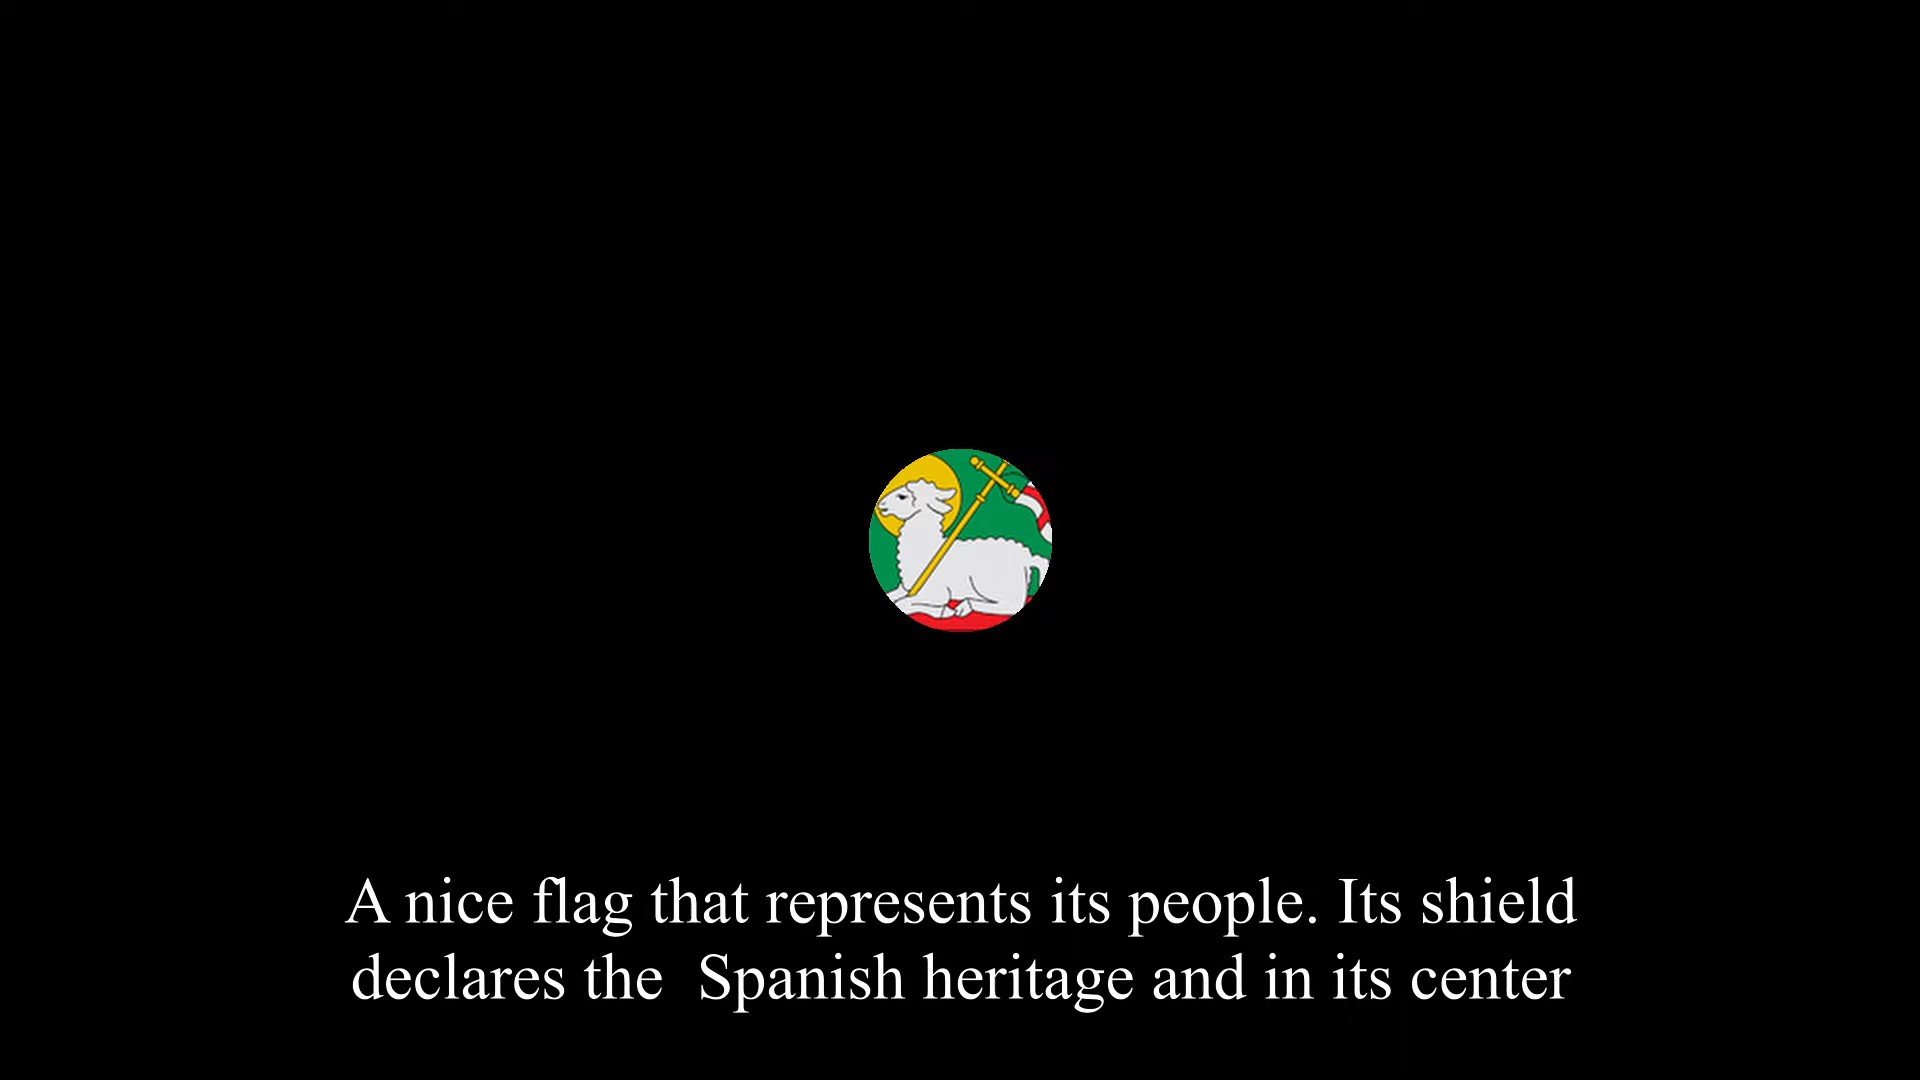 A nice flag that represents its people. Its shield
declares the  Spanish heritage and in its center